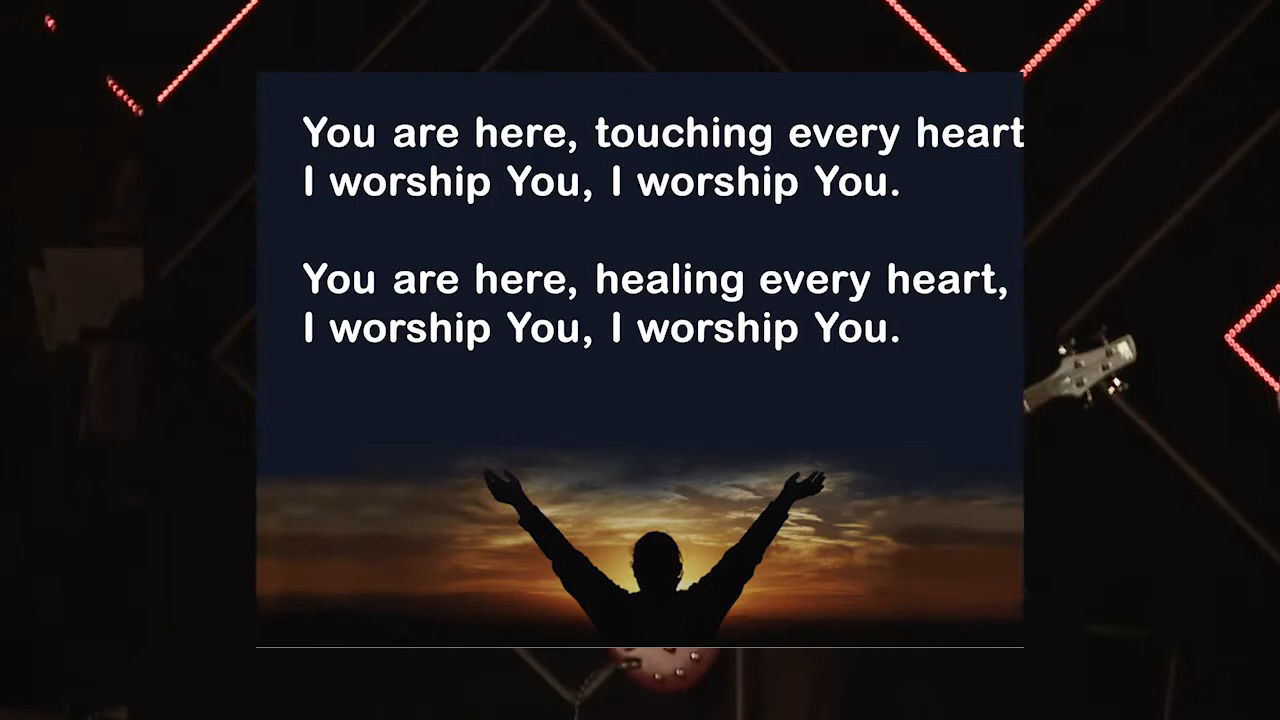 You are here, touching every heart
I worship You, I worship You.
You are here, healing every heart,
I worship You, I worship You.